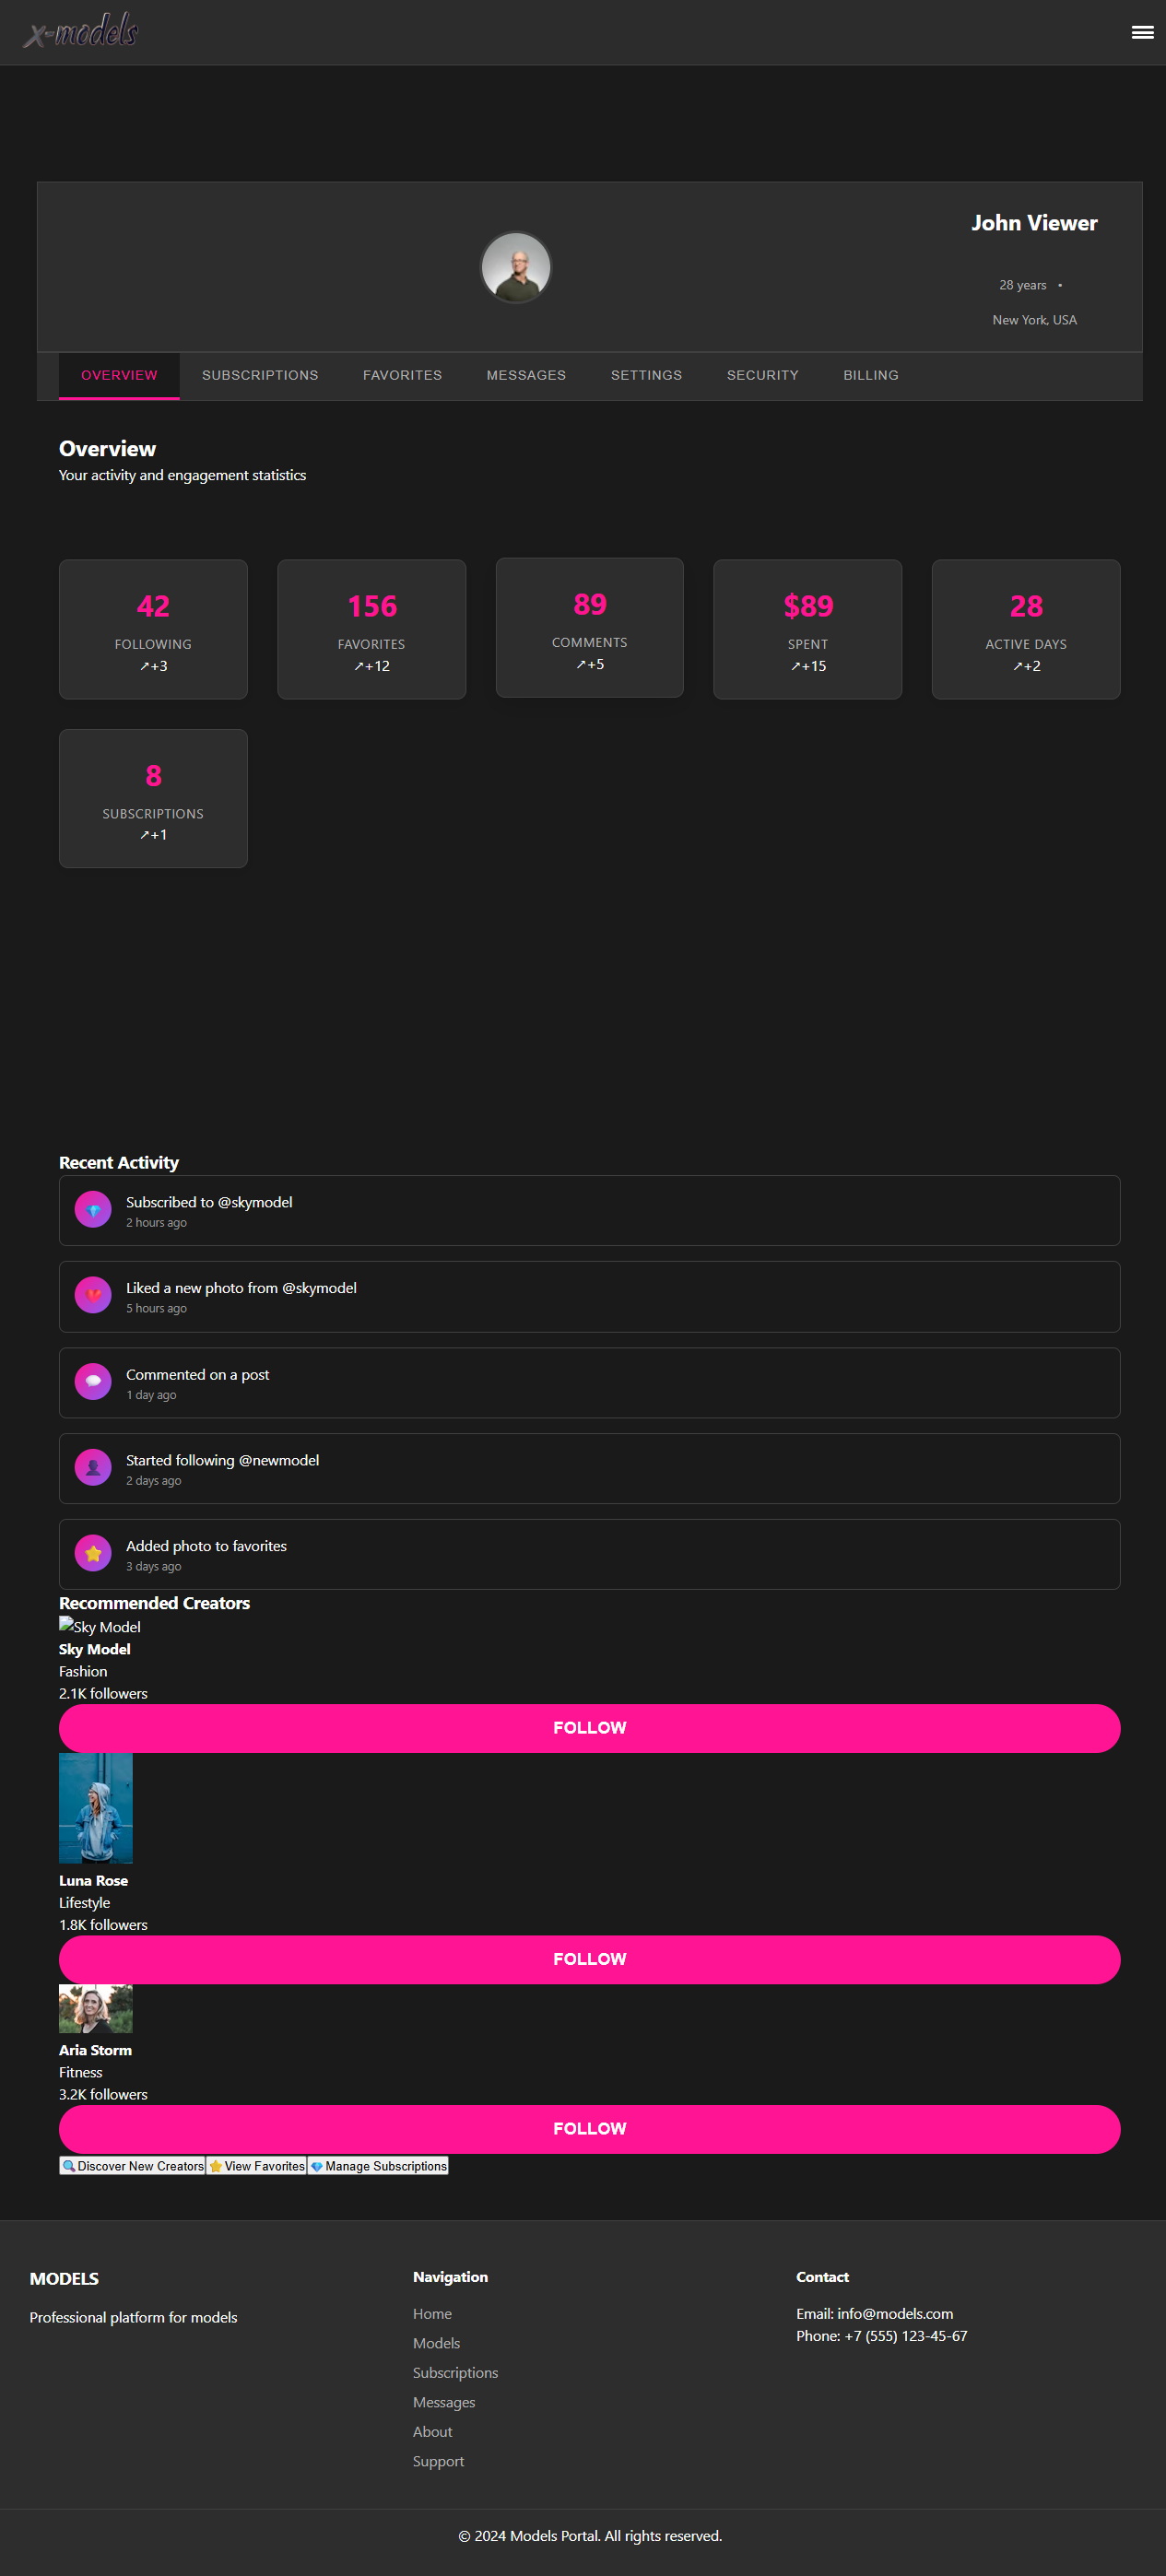 x-models
John Viewer
28 years •
New York, USA
OVERVIEW SUBSCRIPTIONS FAVORITES MESSAGES SETTINGS SECURITY BILLING
Overview
Your activity and engagement statistics
42
FOLLOWING
↗+3
156
FAVORITES
↗+12
89
COMMENTS
↗+5
$89
SPENT
↗+15
28
ACTIVE DAYS
↗+2
8
SUBSCRIPTIONS
↗+1
Recent Activity
Subscribed to @skymodel
2 hours ago
Liked a new photo from @skymodel
5 hours ago
Commented on a post
1 day ago
Started following @newmodel
2 days ago
Added photo to favorites
3 days ago
Recommended Creators
Sky Model
Sky Model
Fashion
2.1K followers
FOLLOW
Luna Rose
Lifestyle
1.8K followers
FOLLOW
Aria Storm
Fitness
3.2K followers
FOLLOW
Discover New Creators View Favorites Manage Subscriptions
MODELS
Professional platform for models
Navigation
Home
Models
Subscriptions
Messages
About
Support
Contact
Email: info@models.com
Phone: +7 (555) 123-45-67
© 2024 Models Portal. All rights reserved.